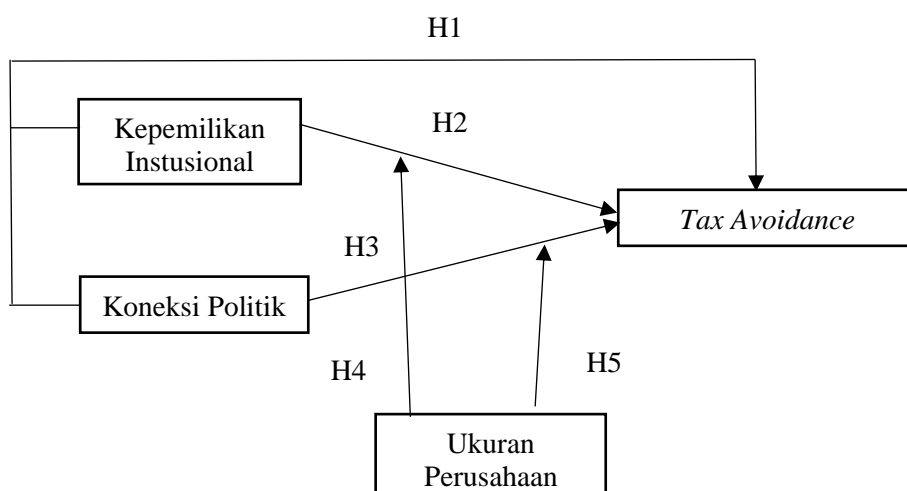 H1
Kepemilikan
Instusional
H2
Tax Avoidance
H3
Koneksi Politik
H4
H5
Ukuran
Perusahaan